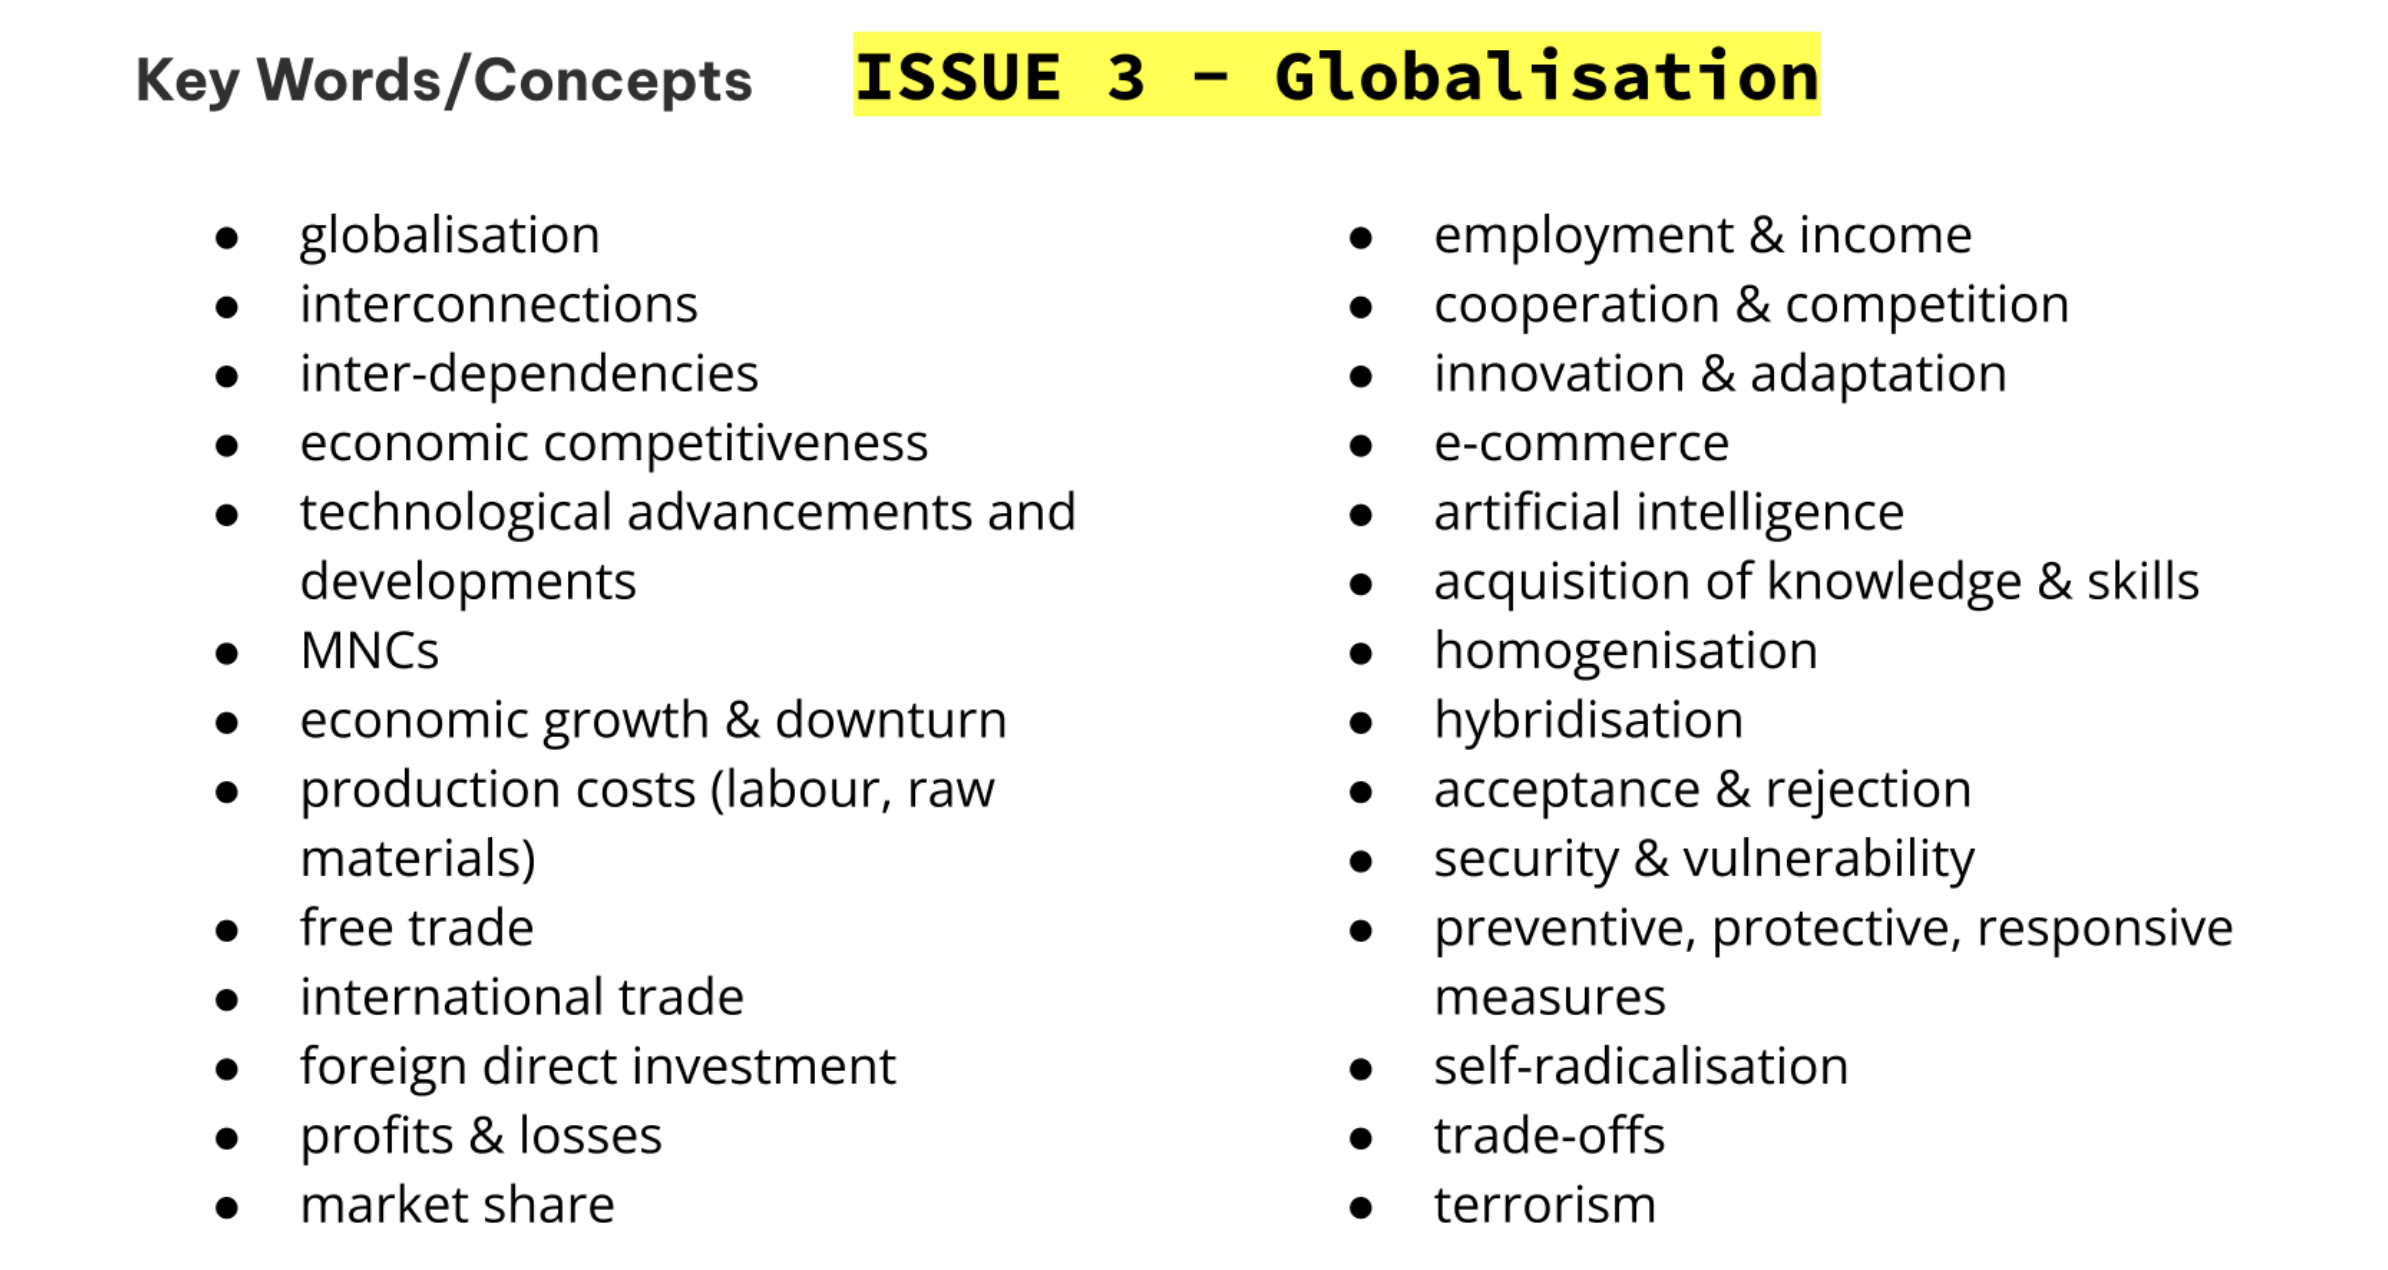 Key Words/Concepts
ISSUE 3 – Globalisation
● globalisation
● interconnections
● inter-dependencies
● economic competitiveness
● technological advancements and
developments
● MNCs
● economic growth & downturn
● production costs (labour, raw
materials)
● free trade
● international trade
● foreign direct investment
● profits & losses
● market share
● employment & income
● cooperation & competition
● innovation & adaptation
● e-commerce
● artificial intelligence
● acquisition of knowledge & skills
● homogenisation
● hybridisation
● acceptance & rejection
● security & vulnerability
● preventive, protective, responsive
measures
● self-radicalisation
● trade-offs
● terrorism